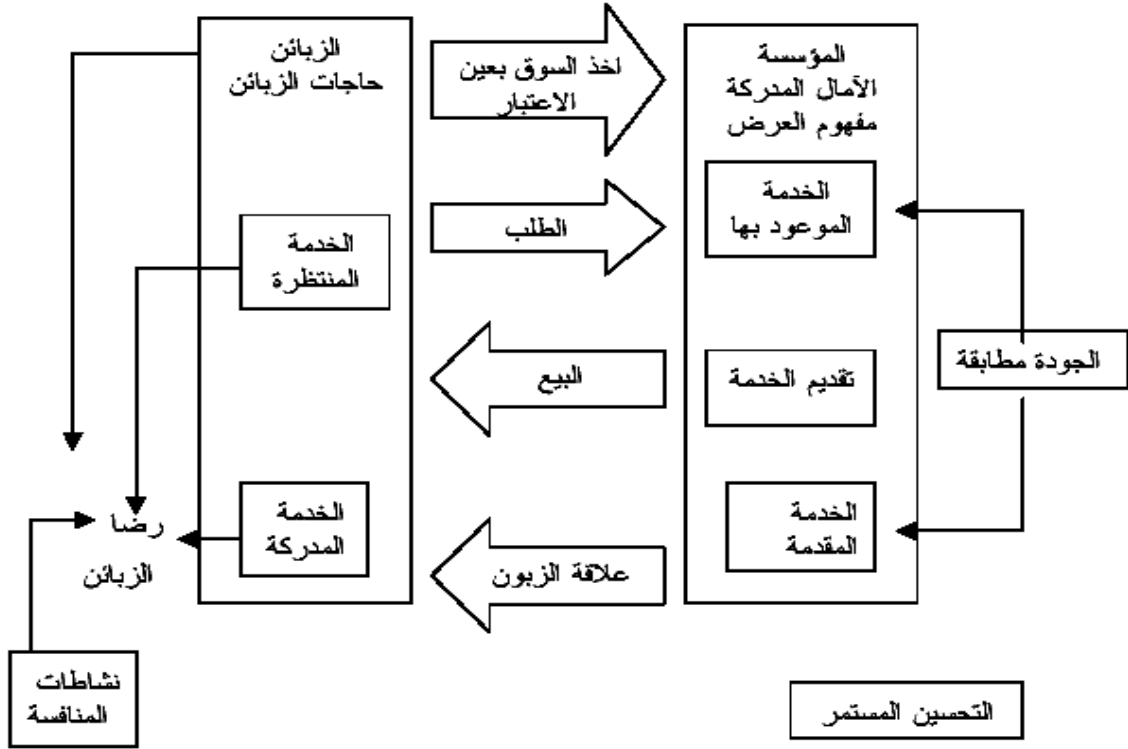 المؤسسة
الآمال المدركة
مفهوم العرض
الخدمة
الموعود بها
تقديم الخدمة
الخدمة
المقدمة
الجودة مطابقة
اخذ السوق بعين
الاعتبار
الطلب
البيع
علاقة الزبون
الزبائن
حاجات الزبائن
الخدمة
المنتظرة
الخدمة
المدركة
رضا
الزبائن
نشاطات
المنافسة
التحسين المستمر